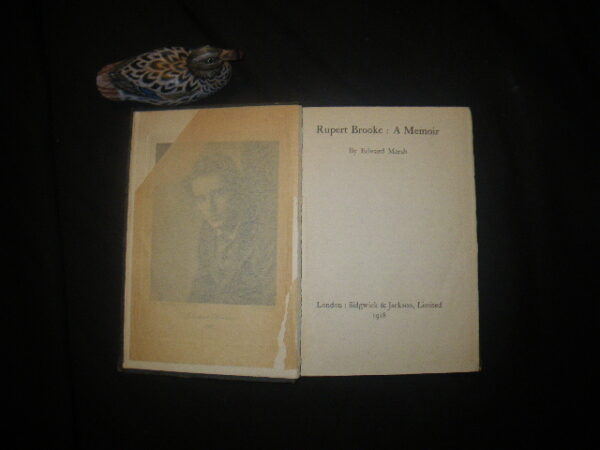 Rupert Brooke : A Memoir
By Edward Marsh
London : Sidgwick & Jackson, Limited
1918